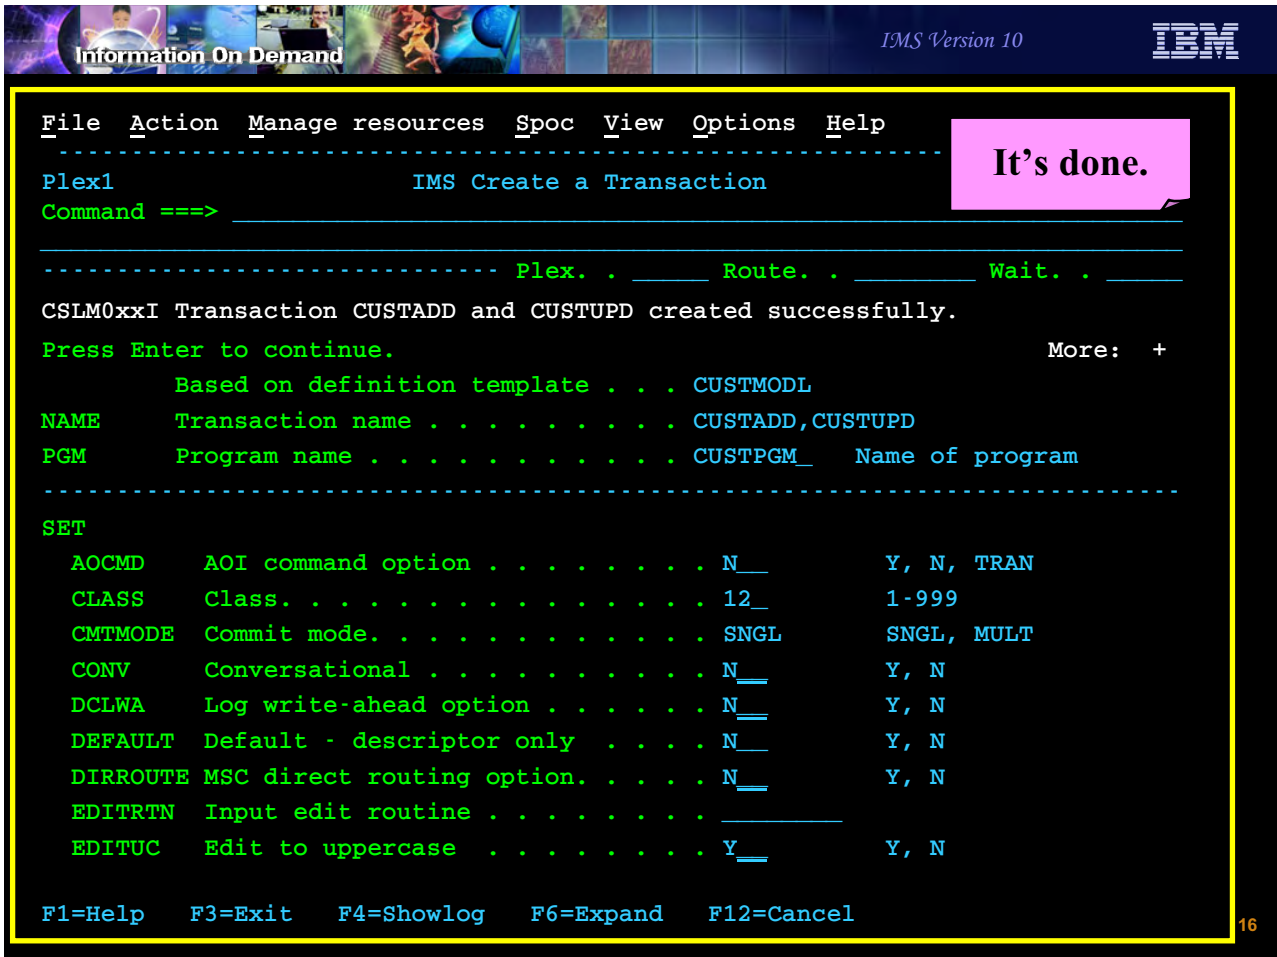 Information On Demand
IMS Version 10
IBM
File Action Manage resources Spoc View Options Help
It's done.
Plex1 IMS Create a Transaction
Command ===> ________________
- - - - - - - - - - - - - - - - Plex. . _____ Route. . ________ Wait. . _____
CSLM0xxI Transaction CUSTADD and CUSTUPD created successfully.
Press Enter to continue. More: +
Based on definition template . . . CUSTMODL
NAME Transaction name . . . . . . . . . CUSTADD,CUSTUPD
PGM Program name . . . . . . . . . . . CUSTPGM_ Name of program
SET
AOCMD AOI command option . . . . . . . . N__ Y, N, TRAN
CLASS Class. . . . . . . . . . . . . . . 12_ 1-999
CMTMODE Commit mode. . . . . . . . . . . . SNGL SNGL, MULT
CONV Conversational . . . . . . . . . . N__ Y, N
DCLWA Log write-ahead option . . . . . . N__ Y, N
DEFAULT Default - descriptor only . . . . N__ Y, N
DIRROUTE MSC direct routing option. . . . . N__ Y, N
EDITRTN Input edit routine . . . . . . . . ________
EDITUC Edit to uppercase . . . . . . . . Y__ Y, N
F1=Help F3=Exit F4=Showlog F6=Expand F12=Cancel
16